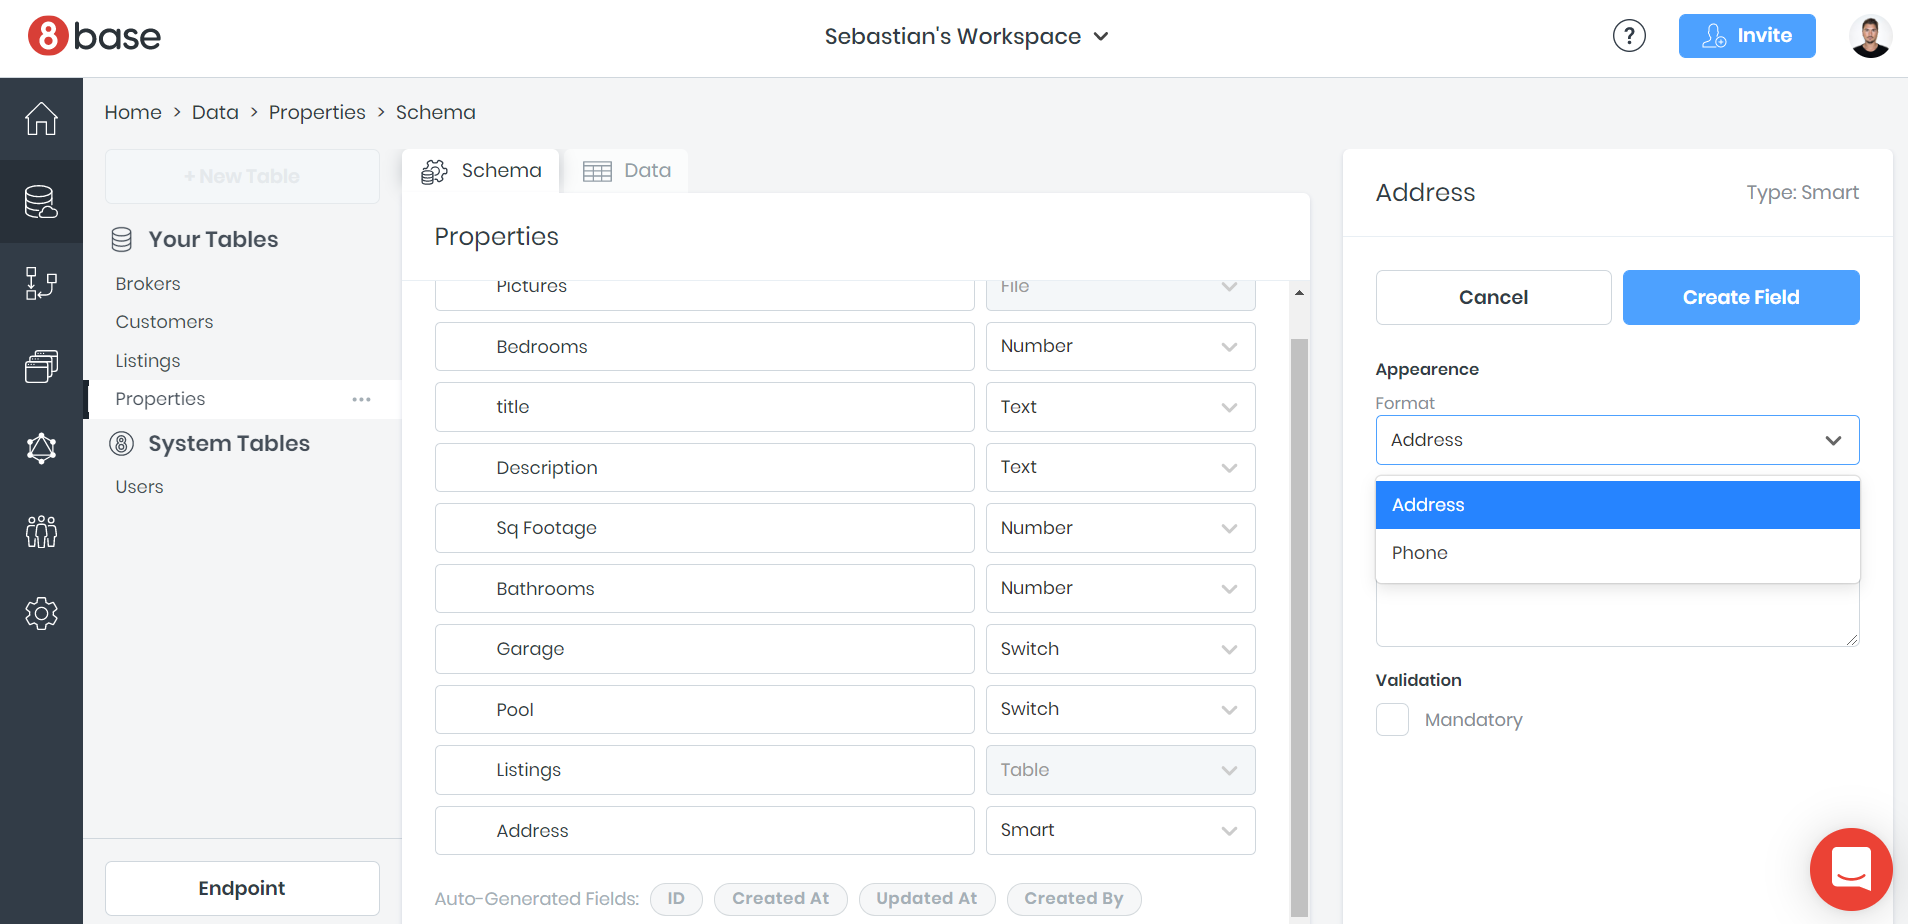 8base
Sebastian's Workspace
?
Invite
Home > Data > Properties > Schema
+ New Table
Your Tables
Brokers
Customers
Listings
Properties
8 System Tables
Users
Endpoint
Schema
Data
Properties
Pictures File
Bedrooms Number
title Text
Description Text
Sq Footage Number
Bathrooms Number
Garage Switch
Pool Switch
Listings Table
Address Smart
Auto-Generated Fields: ID Created At Updated At Created By
Address Type: Smart
Cancel Create Field
Appearence
Format
Address
Address
Phone
Validation
Mandatory